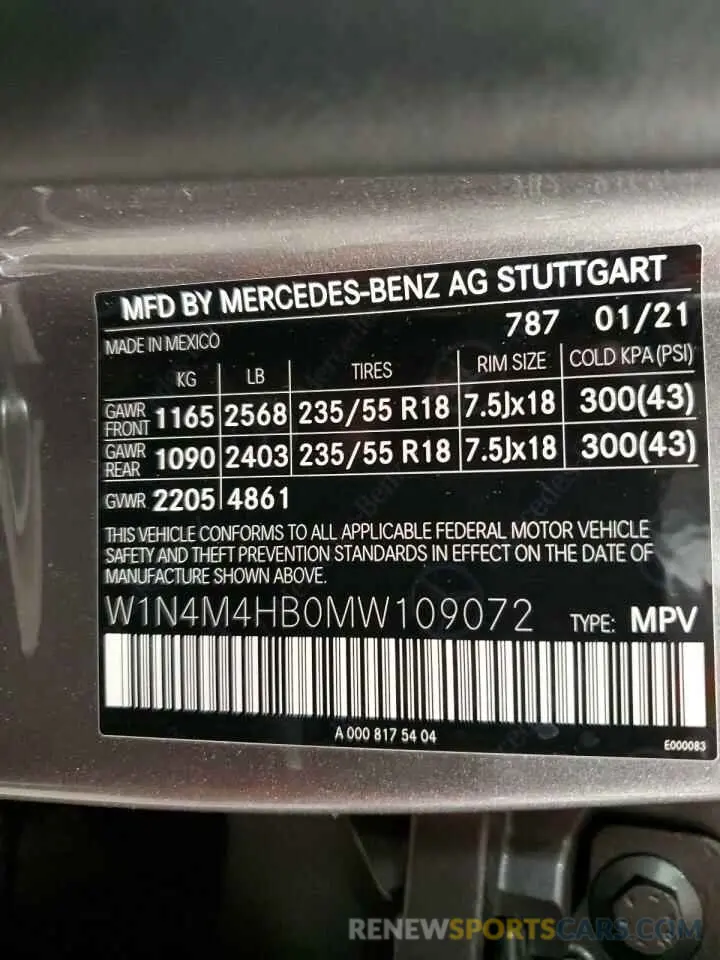 MFD BY MERCEDES-BENZ AG STUTTGART
787 01/21
MADE IN MEXICO
KG LB TIRES RIM SIZE COLD KPA (PSI)
GAWR FRONT 1165 2568 235/55 R18 7.5Jx18 300(43)
GAWR REAR 1090 2403 235/55 R18 7.5Jx18 300(43)
GVWR 2205 4861
THIS VEHICLE CONFORMS TO ALL APPLICABLE FEDERAL MOTOR VEHICLE
SAFETY AND THEFT PREVENTION STANDARDS IN EFFECT ON THE DATE OF
MANUFACTURE SHOWN ABOVE.
W1N4M4HB0MW109072 TYPE: MPV
A 000 817 54 04
E000083
RENEWSPORTSCARS.COM